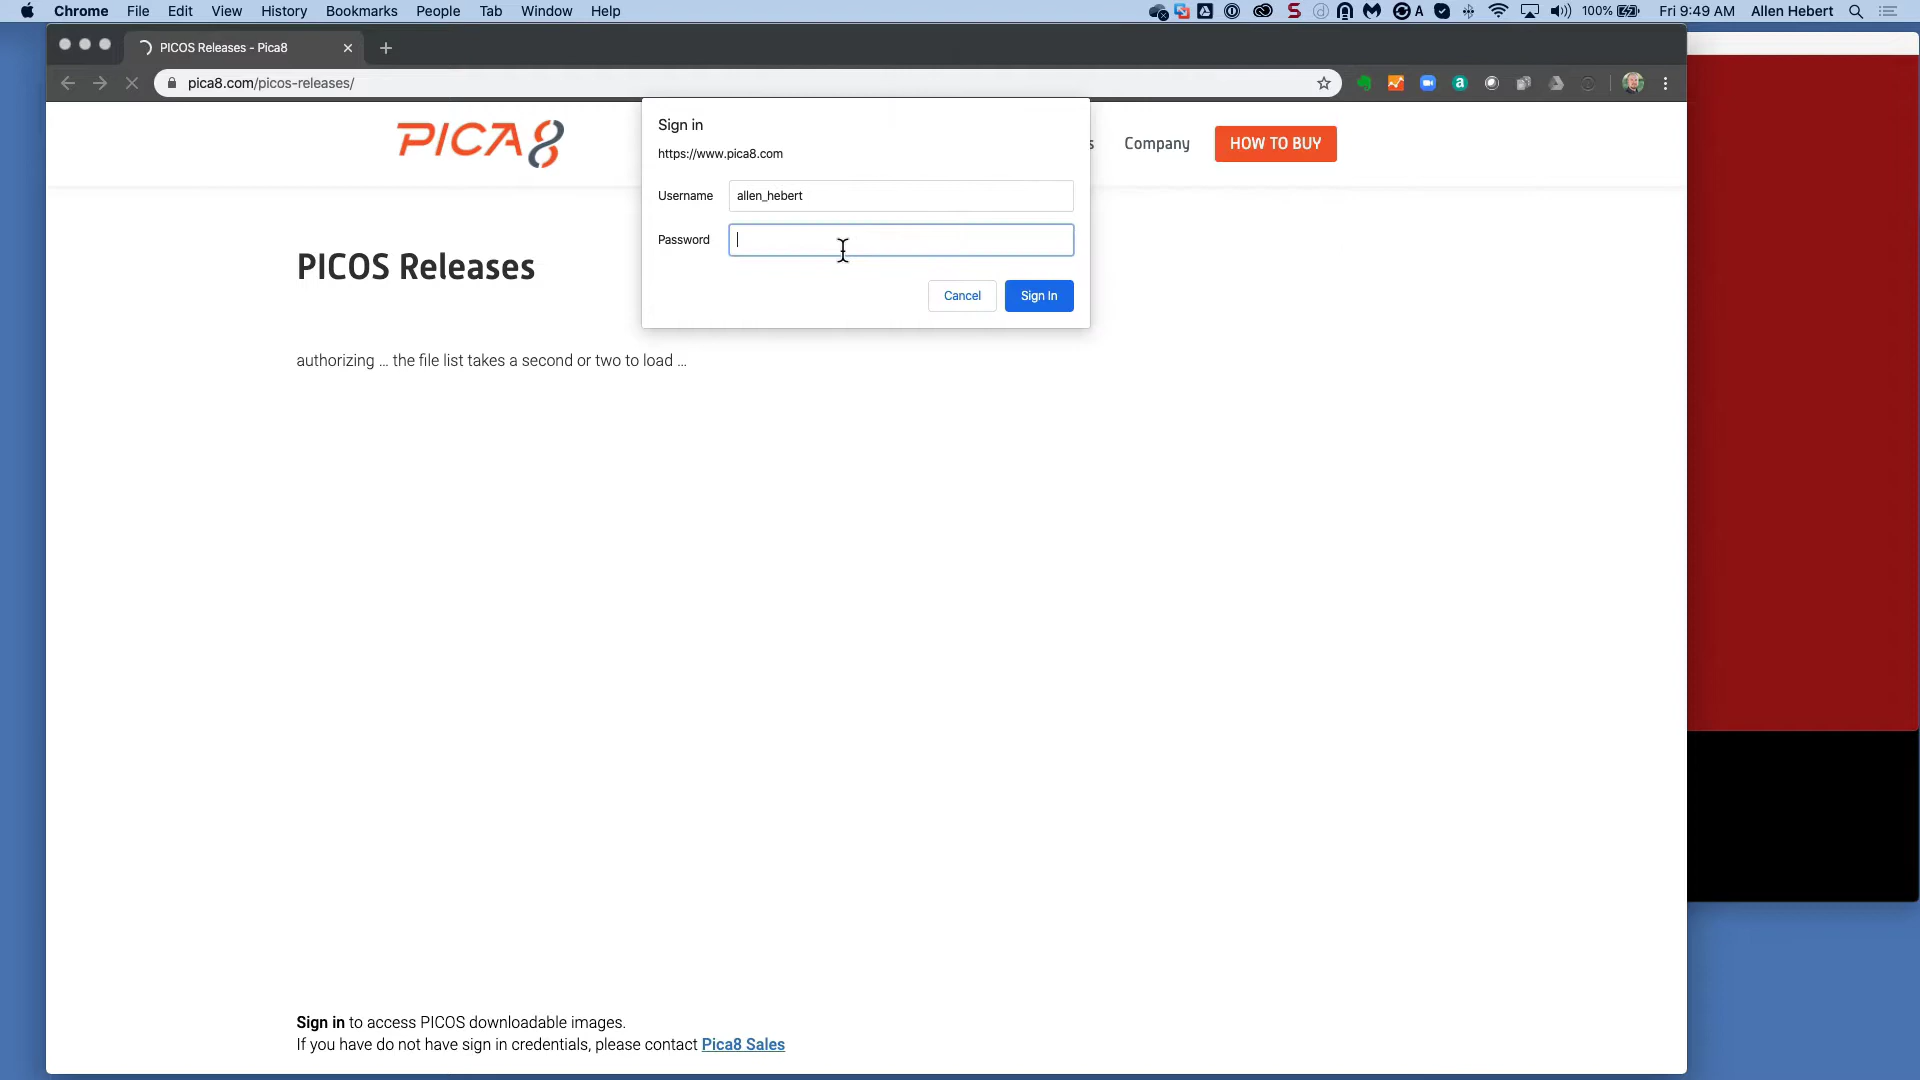 Chrome File Edit View History Bookmarks People Tab Window Help
A 100% Fri 9:49 AM Allen Hebert
PICOS Releases - Pica8
pica8.com/picos-releases/
PICA8
s Company HOW TO BUY
Sign in
https://www.pica8.com
Username allen_hebert
Password
Cancel Sign In
PICOS Releases
authorizing ... the file list takes a second or two to load ...
Sign in to access PICOS downloadable images.
If you have do not have sign in credentials, please contact Pica8 Sales